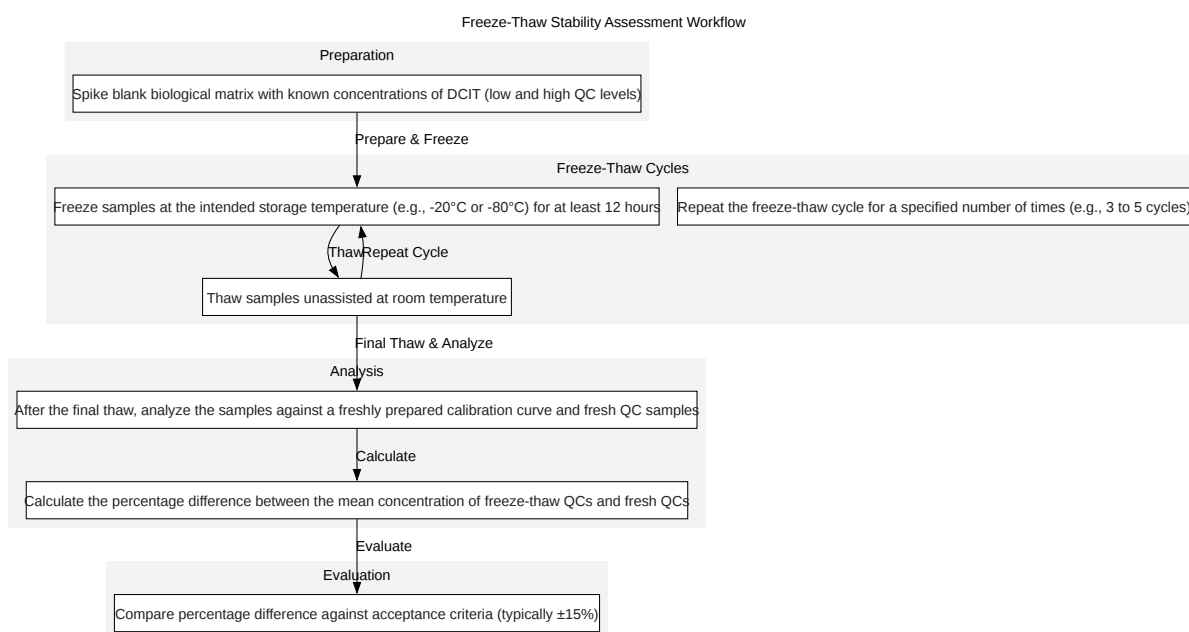 Freeze-Thaw Stability Assessment Workflow
Preparation
Spike blank biological matrix with known concentrations of DCIT (low and high QC levels)
Prepare & Freeze
Freeze-Thaw Cycles
Freeze samples at the intended storage temperature (e.g., -20°C or -80°C) for at least 12 hours
Repeat the freeze-thaw cycle for a specified number of times (e.g., 3 to 5 cycles)
Thaw
Repeat Cycle
Thaw samples unassisted at room temperature
Final Thaw & Analyze
Analysis
After the final thaw, analyze the samples against a freshly prepared calibration curve and fresh QC samples
Calculate
Calculate the percentage difference between the mean concentration of freeze-thaw QCs and fresh QCs
Evaluate
Evaluation
Compare percentage difference against acceptance criteria (typically ±15%)